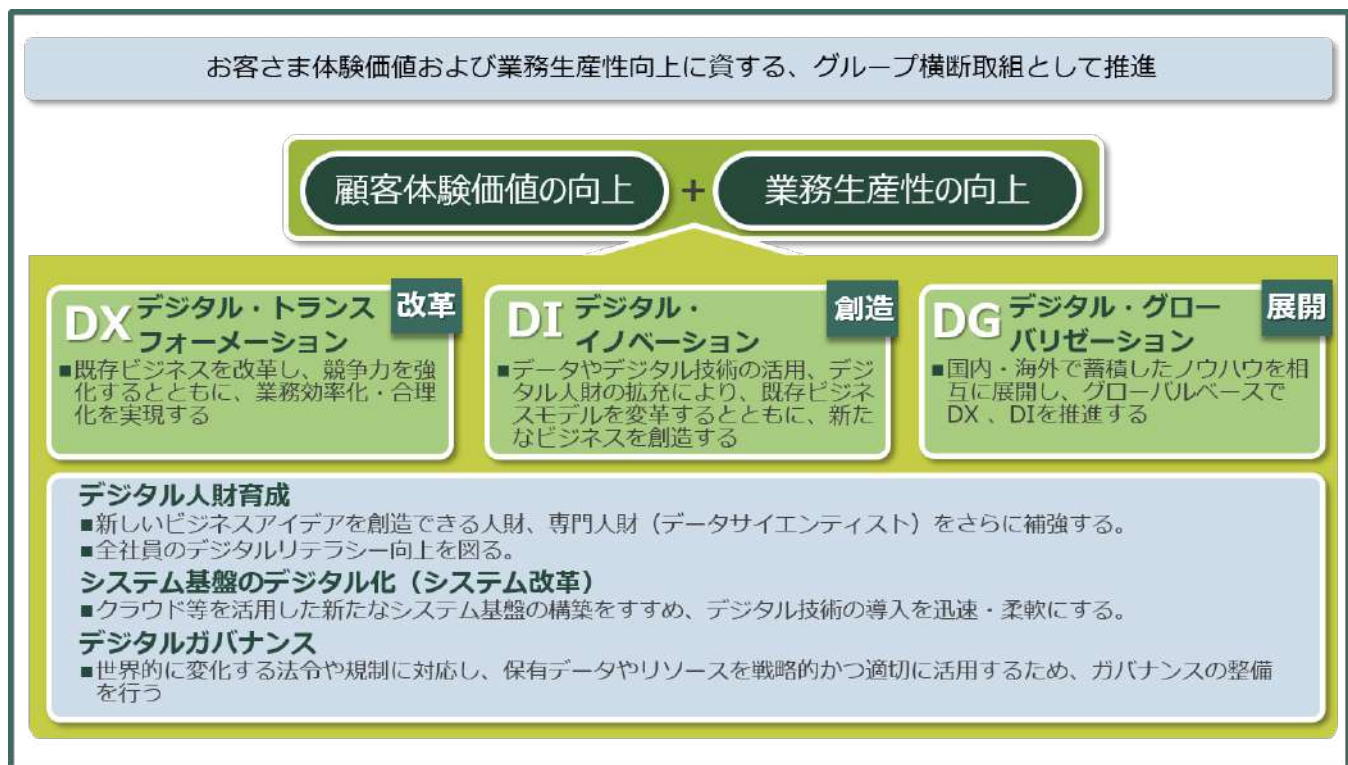 お客さま体験価値および業務生産性向上に資する、グループ横断取組として推進
顧客体験価値の向上 + 業務生産性の向上
DX デジタル・トランス
フォーメーション
改革
■既存ビジネスを改革し、競争力を強
化するとともに、業務効率化・合理
化を実現する
DI デジタル・
イノベーション
創造
■データやデジタル技術の活用、デジ
タル人財の拡充により、既存ビジネ
スモデルを変革するとともに、新た
なビジネスを創造する
DG デジタル・グロー
バリゼーション
展開
■国内・海外で蓄積したノウハウを相
互に展開し、グローバルベースで
DX 、DIを推進する
デジタル人財育成
■新しいビジネスアイデアを創造できる人財、専門人財（データサイエンティスト）をさらに補強する。
■全社員のデジタルリテラシー向上を図る。
システム基盤のデジタル化（システム改革）
■クラウド等を活用した新たなシステム基盤の構築をすすめ、デジタル技術の導入を迅速・柔軟にする。
デジタルガバナンス
■世界的に変化する法令や規制に対応し、保有データやリソースを戦略的かつ適切に活用するため、ガバナンスの整備
を行う